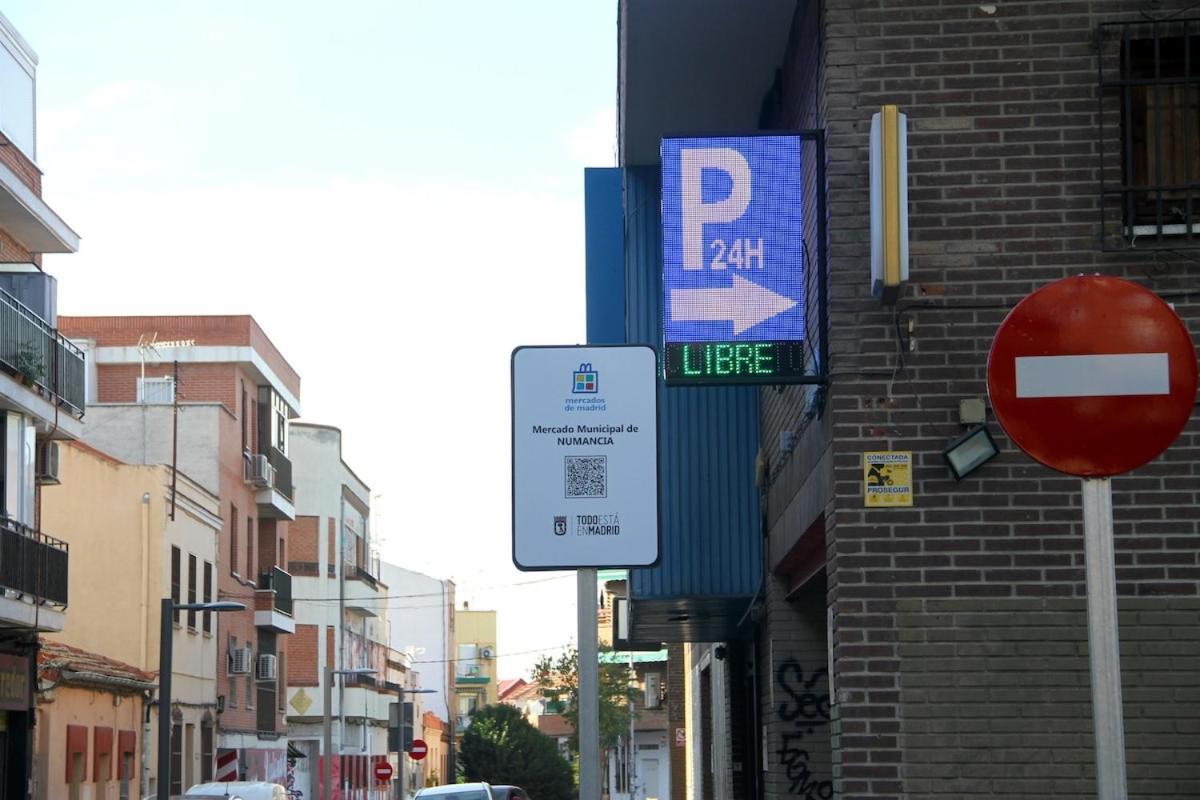 P
24H
LIBRE
mercados
de madrid
Mercado Municipal de
NUMANCIA
TODOESTÁ
ENMADRID
CONECTADA
PROSEGUR